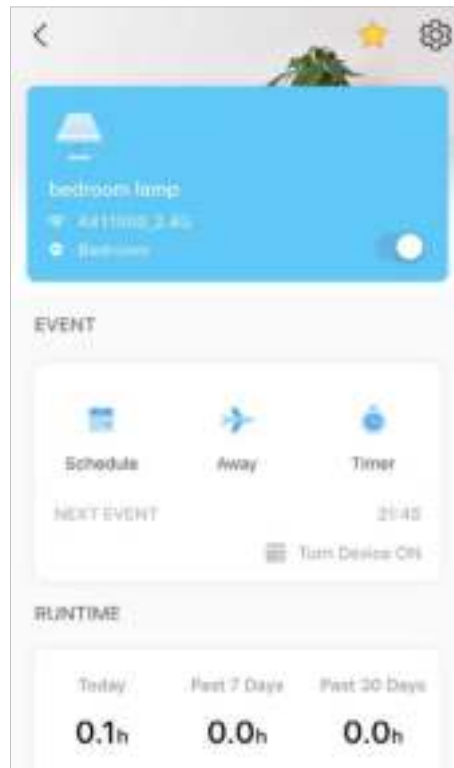 bedroom lamp
Bedroom
EVENT
Schedule
Away
Timer
NEXT EVENT
21:45
Turn Device ON
RUNTIME
Today
Past 7 Days
Past 30 Days
0.1h
0.0h
0.0h